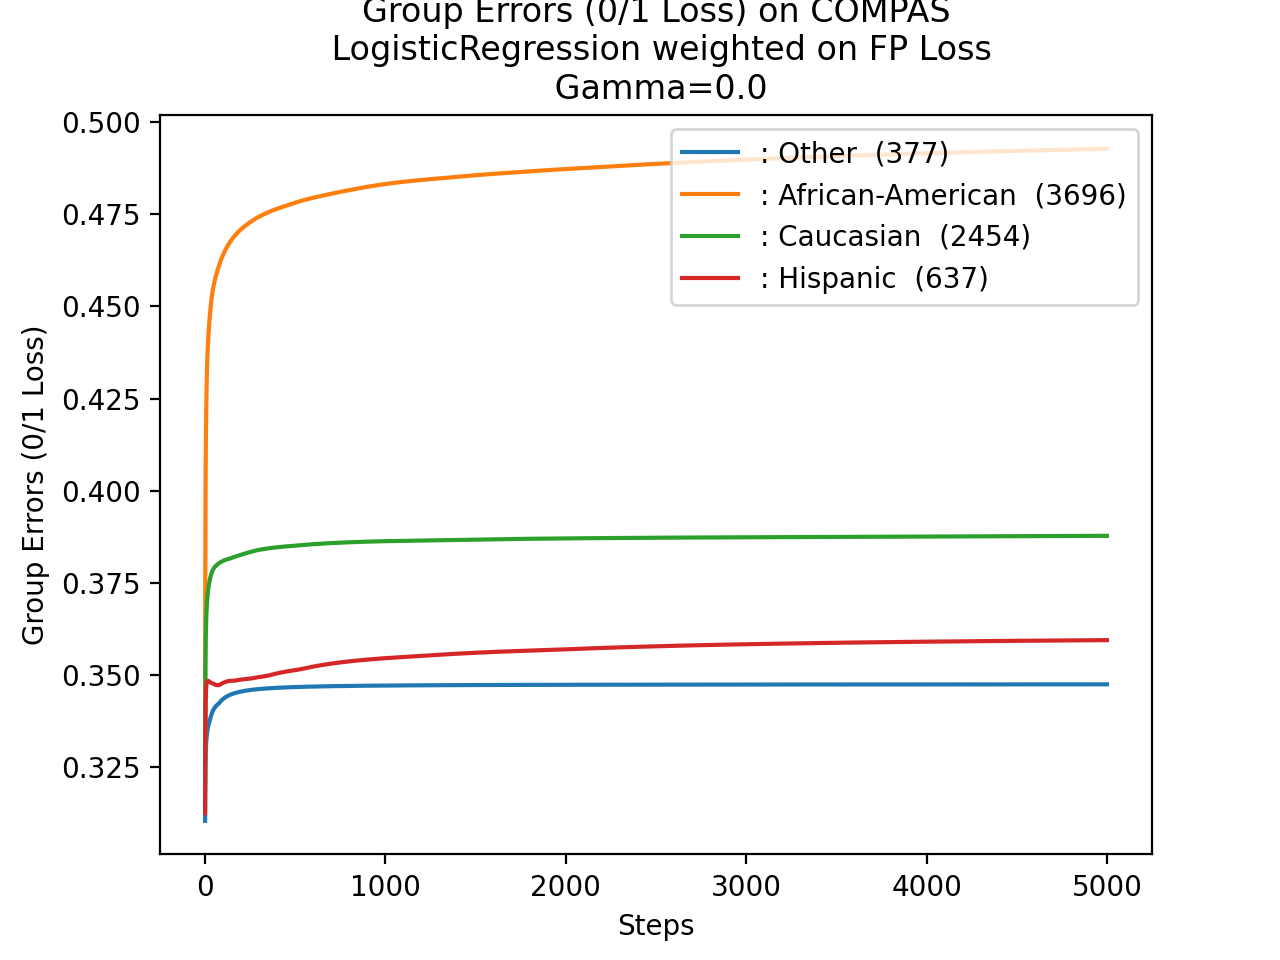 Group Errors (0/1 Loss) on COMPAS
LogisticRegression weighted on FP Loss
Gamma=0.0
0.500
0.475
0.450
0.425
0.400
0.375
0.350
0.325
Group Errors (0/1 Loss)
: Other (377)
: African-American (3696)
: Caucasian (2454)
: Hispanic (637)
0 1000 2000 3000 4000 5000
Steps